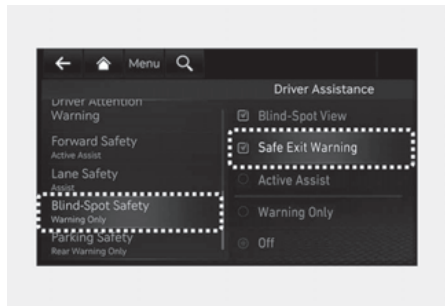 Menu
Driver Assistance
Driver Attention
Warning
Forward Safety
Active Assist
Lane Safety
Assist
Blind-Spot Safety
Warning Only
Parking Safety
Rear Warning Only
Blind-Spot View
Safe Exit Warning
Active Assist
Warning Only
Off